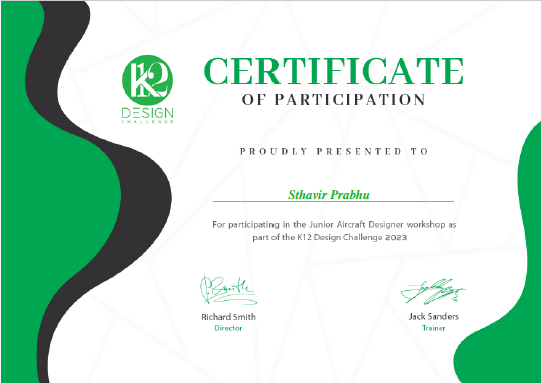 K12
DESIGN
CHALLENGE
CERTIFICATE
OF PARTICIPATION
PROUDLY PRESENTED TO
Sthavir Prabhu
For participating in the Junior Aircraft Designer workshop as
part of the K12 Design Challenge 2023
Richard Smith
Director
Jack Sanders
Trainer